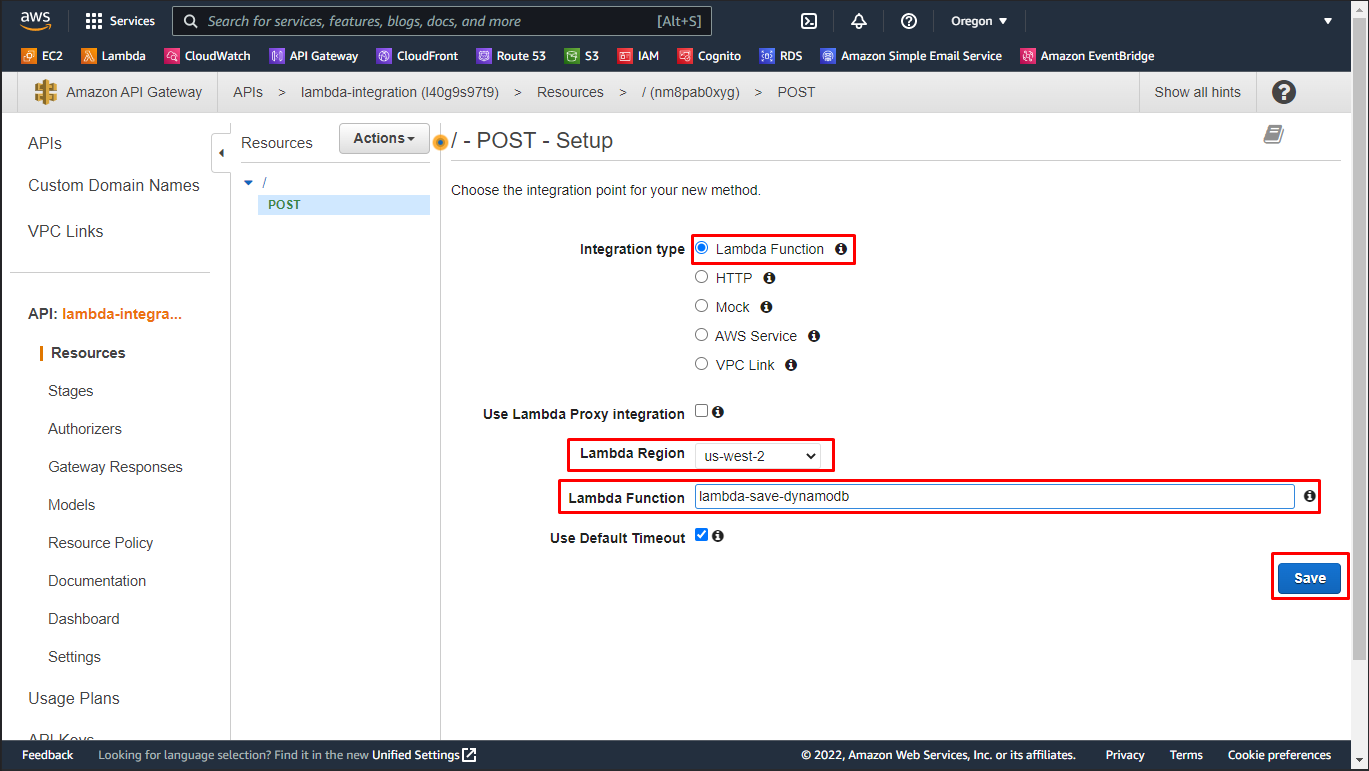 aws Services Search for services, features, blogs, docs, and more [Alt+S] Oregon
EC2 Lambda CloudWatch API Gateway CloudFront Route 53 S3 IAM Cognito RDS Amazon Simple Email Service Amazon EventBridge
Amazon API Gateway APIs > lambda-integration (l40g9s97t9) > Resources > / (nm8pab0xyg) > POST Show all hints ?
APIs
Custom Domain Names
VPC Links
API: lambda-integra...
Resources
Stages
Authorizers
Gateway Responses
Models
Resource Policy
Documentation
Dashboard
Settings
Usage Plans
API Keys
Resources Actions
/
POST
/ - POST - Setup
Choose the integration point for your new method.
Integration type Lambda Function
HTTP
Mock
AWS Service
VPC Link
Use Lambda Proxy integration
Lambda Region us-west-2
Lambda Function lambda-save-dynamodb
Use Default Timeout
Save
Feedback Looking for language selection? Find it in the new Unified Settings © 2022, Amazon Web Services, Inc. or its affiliates. Privacy Terms Cookie preferences